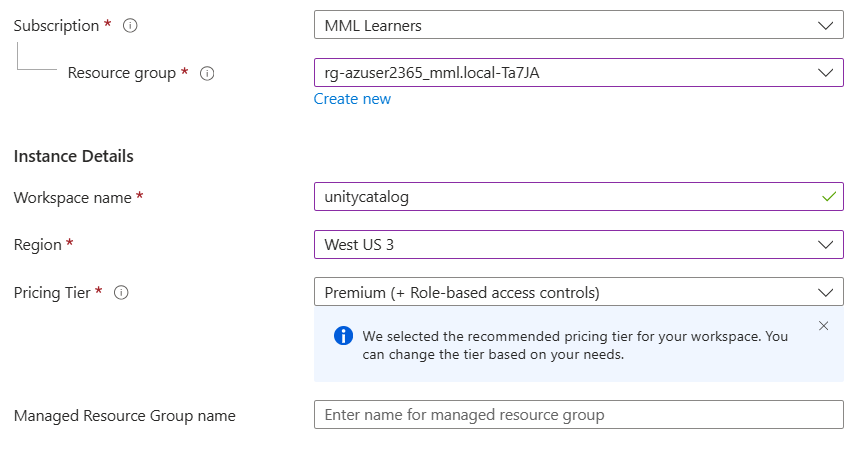 Subscription *
MML Learners
Resource group *
rg-azuser2365_mml.local-Ta7JA
Create new
Instance Details
Workspace name *
unitycatalog
Region *
West US 3
Pricing Tier *
Premium (+ Role-based access controls)
We selected the recommended pricing tier for your workspace. You
can change the tier based on your needs.
Managed Resource Group name
Enter name for managed resource group